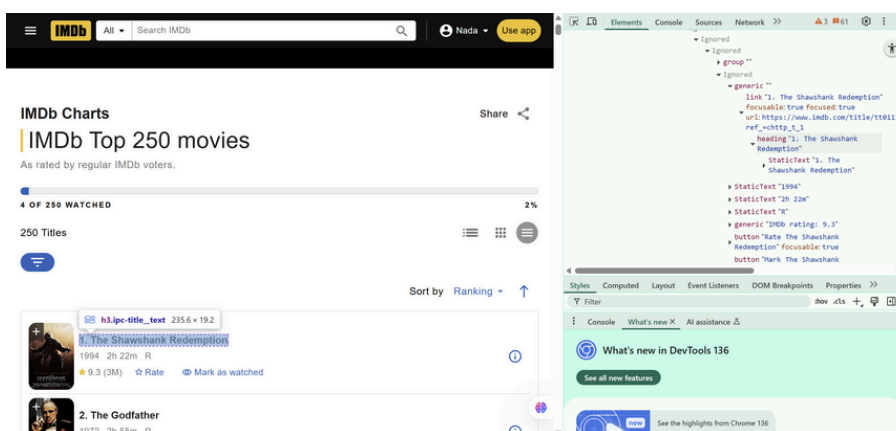 IMDb All Search IMDb Nada Use app
IMDb Charts
Share
IMDb Top 250 movies
As rated by regular IMDb voters.
4 OF 250 WATCHED 2%
250 Titles
Sort by Ranking
h3.ipc-title__text 235.6 × 19.2
1. The Shawshank Redemption
1994 2h 22m R
9.3 (3M) Rate Mark as watched
2. The Godfather
1972 2h 55m R
Elements Console Sources Network 3 61
Ignored
Ignored
group ""
Ignored
generic ""
link "1. The Shawshank Redemption"
focusable: true focused: true
url: https://www.imdb.com/title/tt011
ref_=chttp_t_1
heading "1. The Shawshank
Redemption"
StaticText "1. The
Shawshank Redemption"
StaticText "1994"
StaticText "2h 22m"
StaticText "R"
generic "IMDb rating: 9.3"
button "Rate The Shawshank
Redemption" focusable: true
button "Mark The Shawshank
Styles Computed Layout Event Listeners DOM Breakpoints Properties
Filter :hov .cls
Console What's new AI assistance
What's new in DevTools 136
See all new features
new See the highlights from Chrome 136